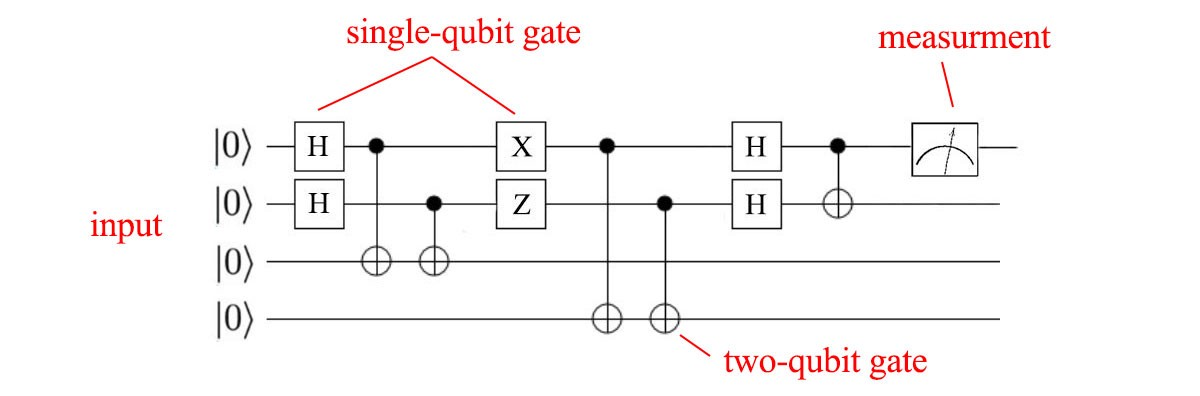 single-qubit gate
measurment
|0⟩ H X H
|0⟩ H Z H
input
|0⟩
|0⟩
two-qubit gate